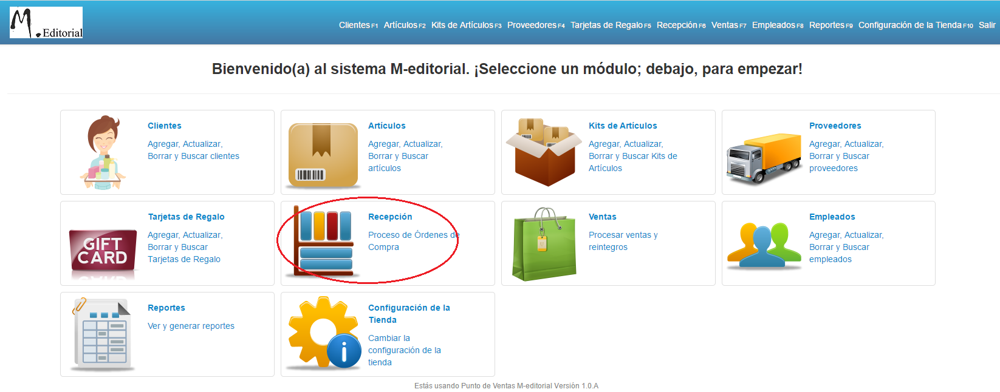 M. Editorial
Clientes F1 Artículos F2 Kits de Artículos F3 Proveedores F4 Tarjetas de Regalo F5 Recepción F6 Ventas F7 Empleados F8 Reportes F9 Configuración de la Tienda F10 Salir
Bienvenido(a) al sistema M-editorial. ¡Seleccione un módulo; debajo, para empezar!
Clientes
Agregar, Actualizar,
Borrar y Buscar clientes
Artículos
Agregar, Actualizar,
Borrar y Buscar
artículos
Kits de Artículos
Agregar, Actualizar,
Borrar y Buscar Kits de
Artículos
Proveedores
Agregar, Actualizar,
Borrar y Buscar
proveedores
GIFT
CARD
Tarjetas de Regalo
Agregar, Actualizar,
Borrar y Buscar
Tarjetas de Regalo
Recepción
Proceso de Órdenes de
Compra
Ventas
Procesar ventas y
reintegros
Empleados
Agregar, Actualizar,
Borrar y Buscar
empleados
Reportes
Ver y generar reportes
i
Configuración de la
Tienda
Cambiar la
configuración de la
tienda
Estás usando Punto de Ventas M-editorial Versión 1.0.A